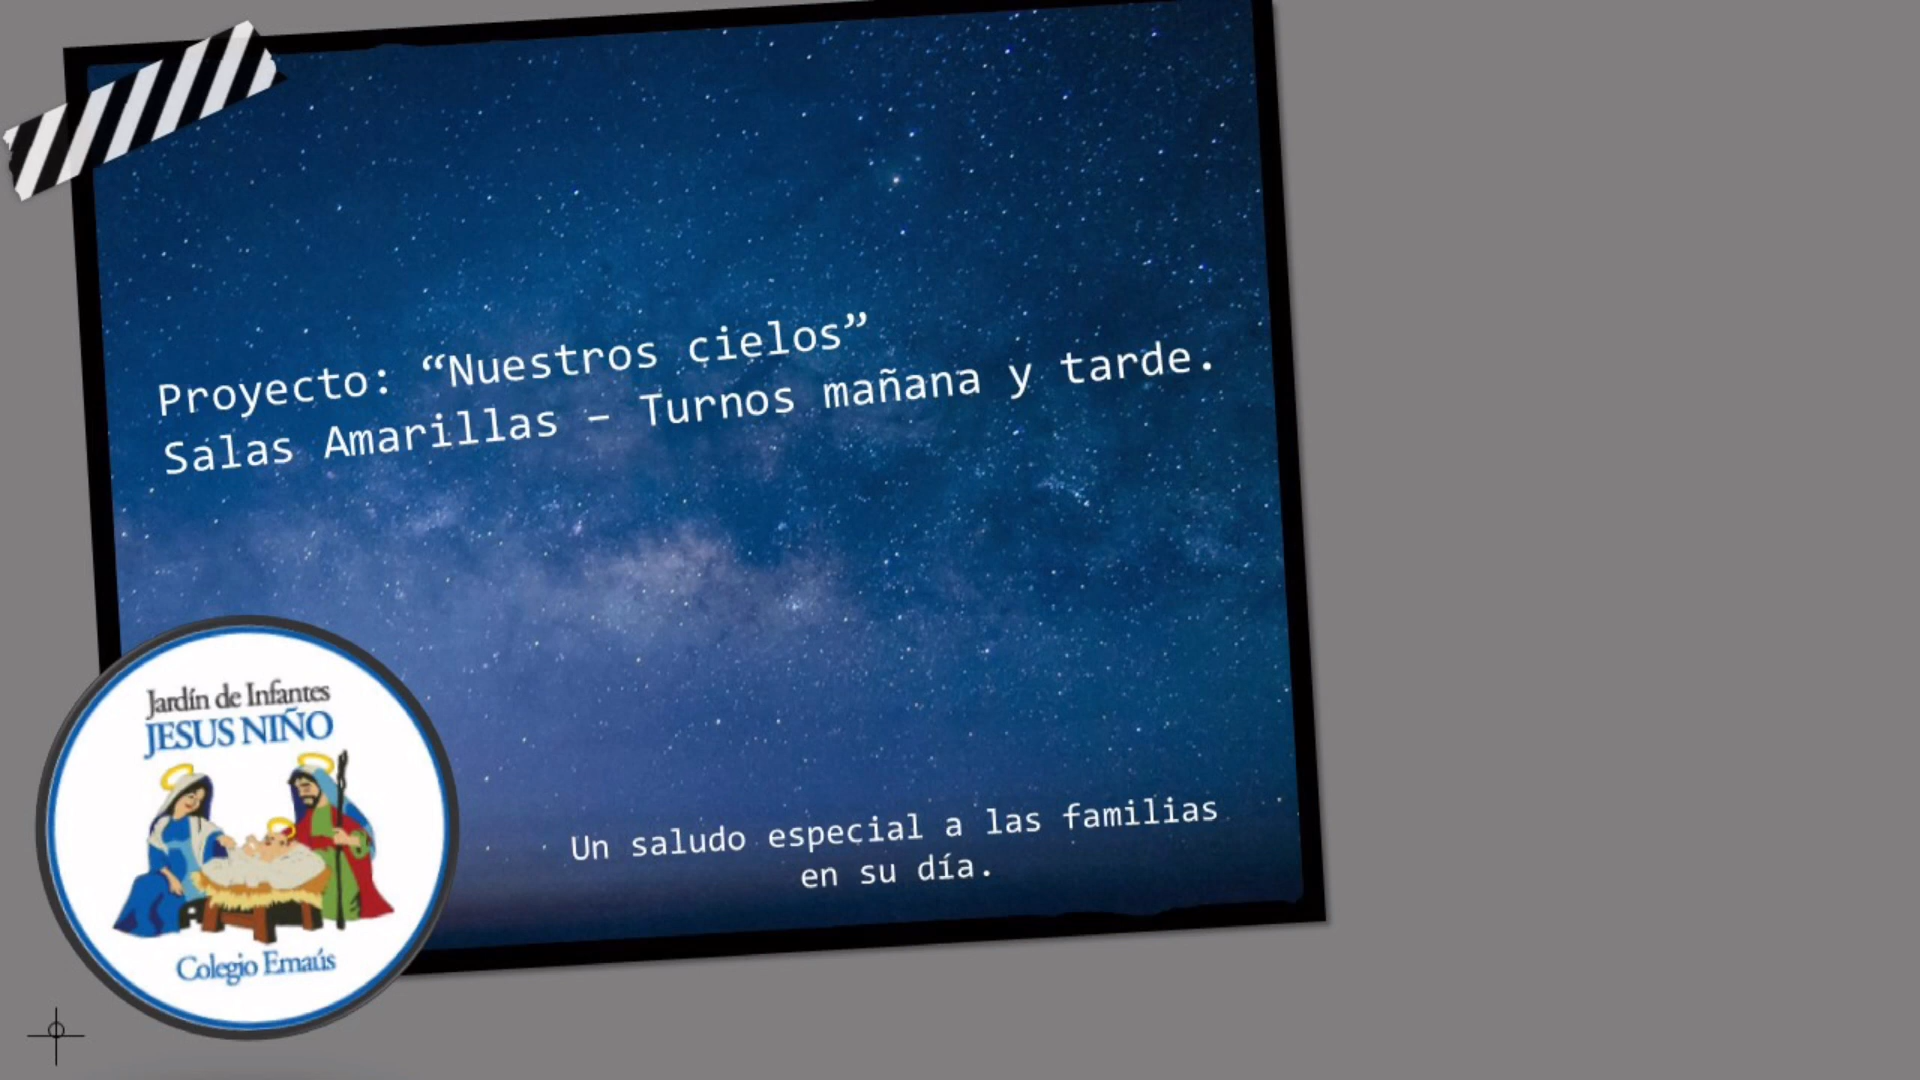 Proyecto: “Nuestros cielos”
Salas Amarillas – Turnos mañana y tarde.
Un saludo especial a las familias
en su día.
Jardín de Infantes
JESUS NIÑO
Colegio Emaús